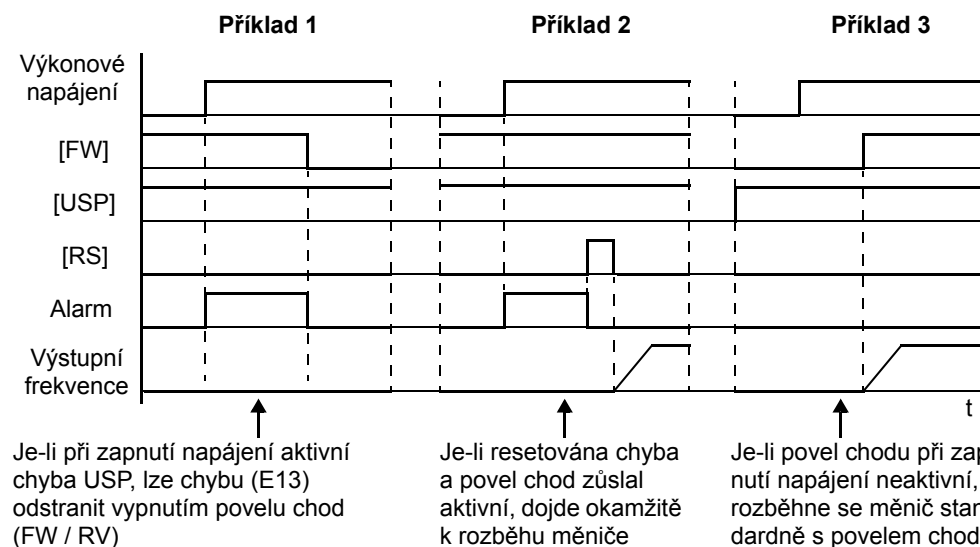 Příklad 1
Příklad 2
Příklad 3
Výkonové
napájení
[FW]
[USP]
[RS]
Alarm
Výstupní
frekvence
t
Je-li při zapnutí napájení aktivní
chyba USP, lze chybu (E13)
odstranit vypnutím povelu chod
(FW / RV)
Je-li resetována chyba
a povel chod zůslal
aktivní, dojde okamžitě
k rozběhu měniče
Je-li povel chodu při zap
nutí napájení neaktivní,
rozběhne se měnič stan
dardně s povelem chod